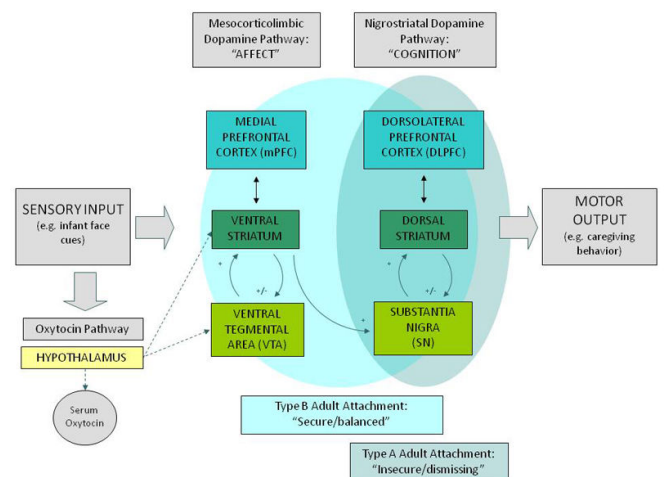 Mesocorticolimbic
Dopamine Pathway:
"AFFECT"
Nigrostriatal Dopamine
Pathway:
"COGNITION"
MEDIAL
PREFRONTAL
CORTEX (mPFC)
DORSOLATERAL
PREFRONTAL
CORTEX (DLPFC)
SENSORY INPUT
(e.g. infant face
cues)
VENTRAL
STRIATUM
DORSAL
STRIATUM
MOTOR
OUTPUT
(e.g. caregiving
behavior)
+
+/-
+
+/-
+
Oxytocin Pathway
HYPOTHALAMUS
VENTRAL
TEGMENTAL
AREA (VTA)
SUBSTANTIA
NIGRA
(SN)
Serum
Oxytocin
Type B Adult Attachment:
"Secure/balanced"
Type A Adult Attachment:
"Insecure/dismissing"